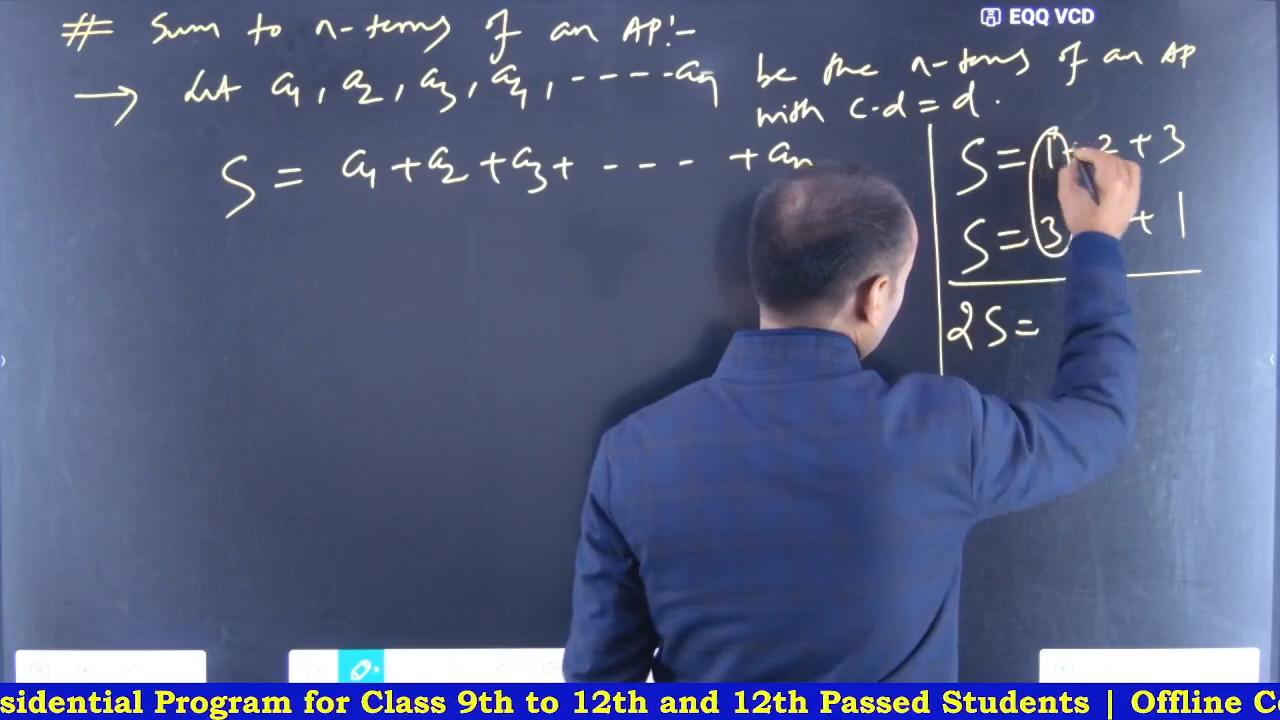 # Sum to n-terms of an AP:-
→ Let a1, a2, a3, a4, ----- an be the n-terms of an AP
with c.d = d.
S = a1 + a2 + a3 + ---- + an
S = 1 + 2 + 3
S = 3 + 1
2S =
EQQ VCD
sidential Program for Class 9th to 12th and 12th Passed Students | Offline C